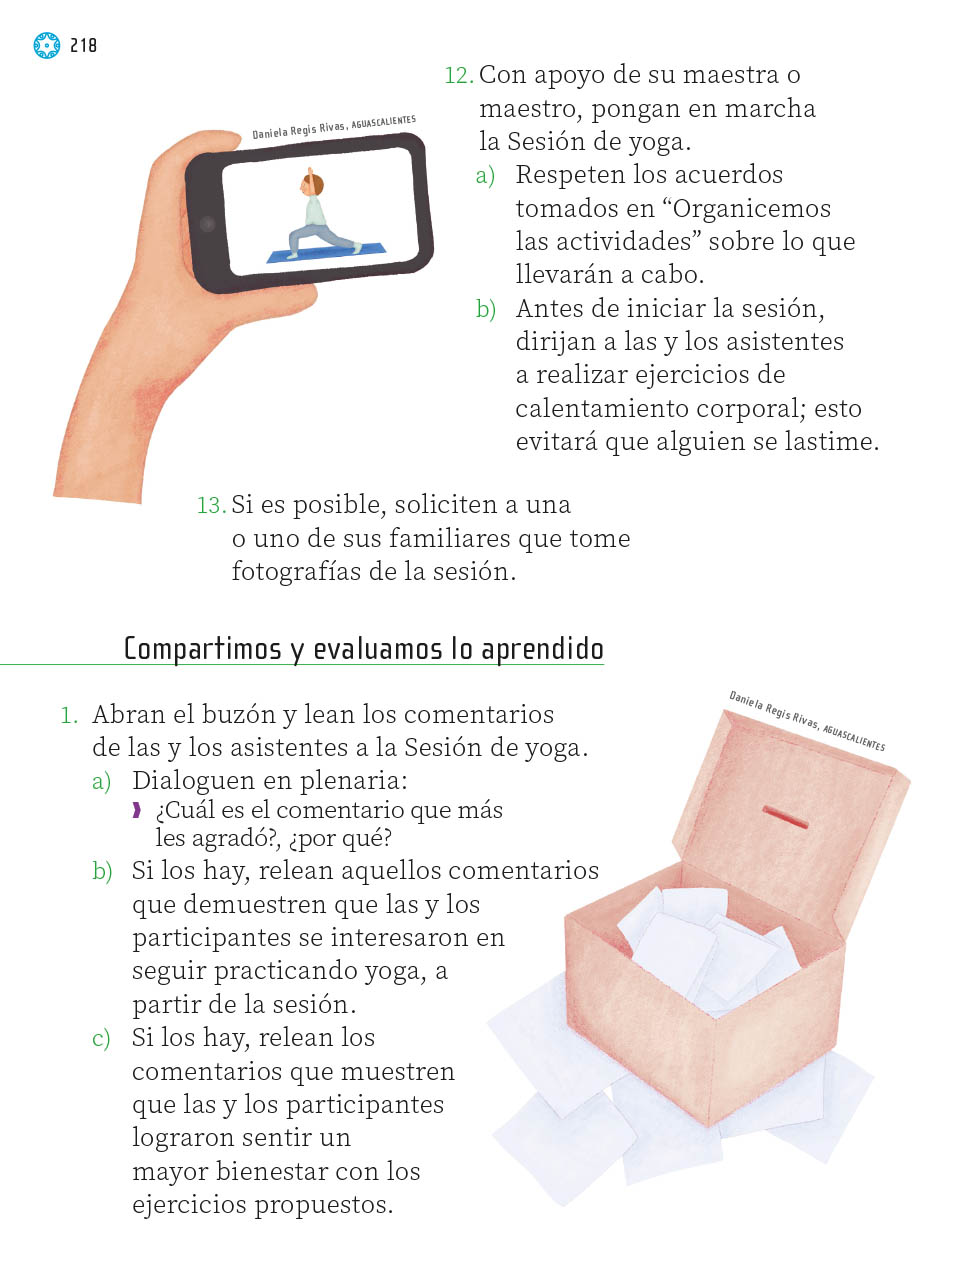 218
12. Con apoyo de su maestra o
maestro, pongan en marcha
la Sesión de yoga.
a) Respeten los acuerdos
tomados en “Organicemos
las actividades” sobre lo que
llevarán a cabo.
b) Antes de iniciar la sesión,
dirijan a las y los asistentes
a realizar ejercicios de
calentamiento corporal; esto
evitará que alguien se lastime.
Daniela Regis Rivas, AGUASCALIENTES
13. Si es posible, soliciten a una
o uno de sus familiares que tome
fotografías de la sesión.
Compartimos y evaluamos lo aprendido
1. Abran el buzón y lean los comentarios
de las y los asistentes a la Sesión de yoga.
a) Dialoguen en plenaria:
¿Cuál es el comentario que más
les agradó?, ¿por qué?
b) Si los hay, relean aquellos comentarios
que demuestren que las y los
participantes se interesaron en
seguir practicando yoga, a
partir de la sesión.
c) Si los hay, relean los
comentarios que muestren
que las y los participantes
lograron sentir un
mayor bienestar con los
ejercicios propuestos.
Daniela Regis Rivas, AGUASCALIENTES